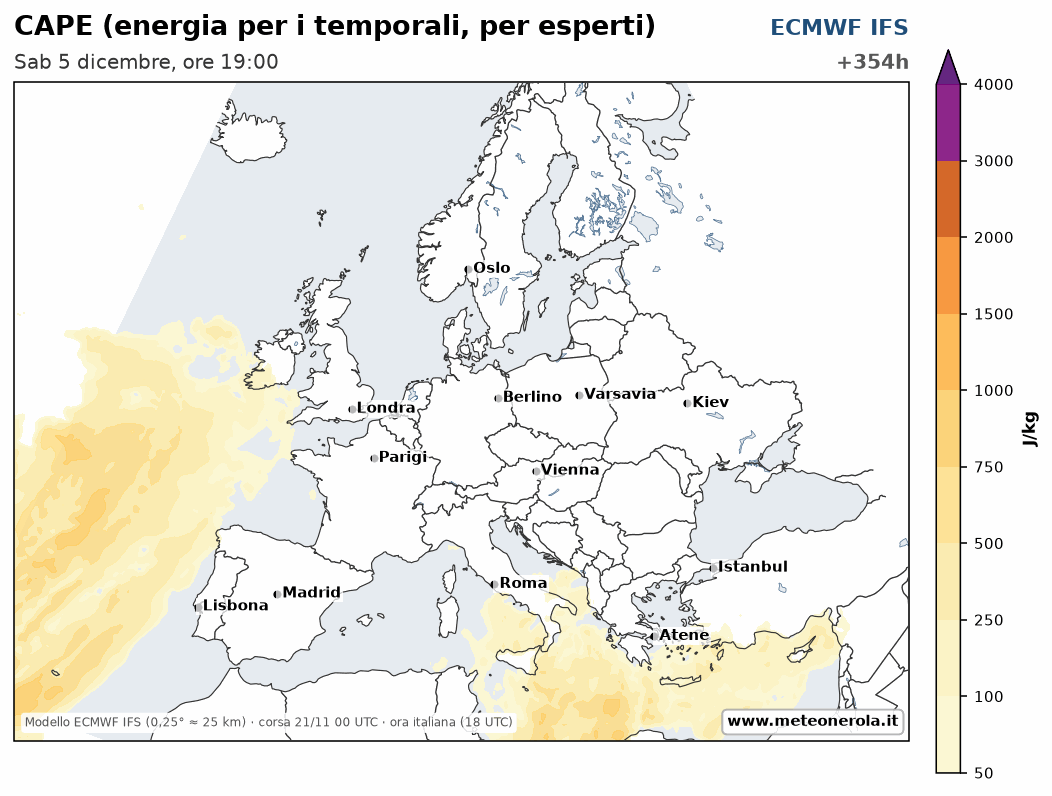 CAPE (energia per i temporali, per esperti)
ECMWF IFS
Sab 5 dicembre, ore 19:00
+354h
4000
3000
2000
1500
1000
750
500
250
100
50
J/kg
Oslo
Londra
Berlino
Varsavia
Kiev
Parigi
Vienna
Istanbul
Roma
Madrid
Lisbona
Atene
Modello ECMWF IFS (0,25° ≈ 25 km) · corsa 21/11 00 UTC · ora italiana (18 UTC)
www.meteonerola.it